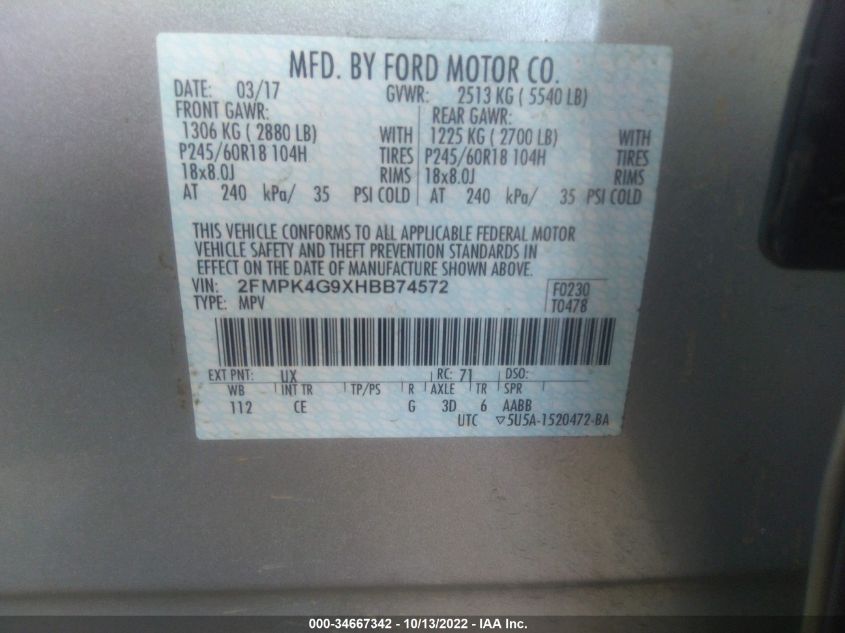 MFD. BY FORD MOTOR CO.
DATE: 03/17 GVWR: 2513 KG ( 5540 LB)
FRONT GAWR: REAR GAWR:
1306 KG ( 2880 LB) WITH 1225 KG ( 2700 LB) WITH
P245/60R18 104H TIRES P245/60R18 104H TIRES
18x8.0J RIMS 18x8.0J RIMS
AT 240 kPa/ 35 PSI COLD AT 240 kPa/ 35 PSI COLD
THIS VEHICLE CONFORMS TO ALL APPLICABLE FEDERAL MOTOR
VEHICLE SAFETY AND THEFT PREVENTION STANDARDS IN
EFFECT ON THE DATE OF MANUFACTURE SHOWN ABOVE.
VIN: 2FMPK4G9XHBB74572 F0230
TYPE: MPV T0478
EXT PNT: UX RC: 71 DSO:
WB INT TR TP/PS R AXLE TR SPR
112 CE G 3D 6 AABB
UTC ▽5U5A-1520472-BA
000-34667342 - 10/13/2022 - IAA Inc.